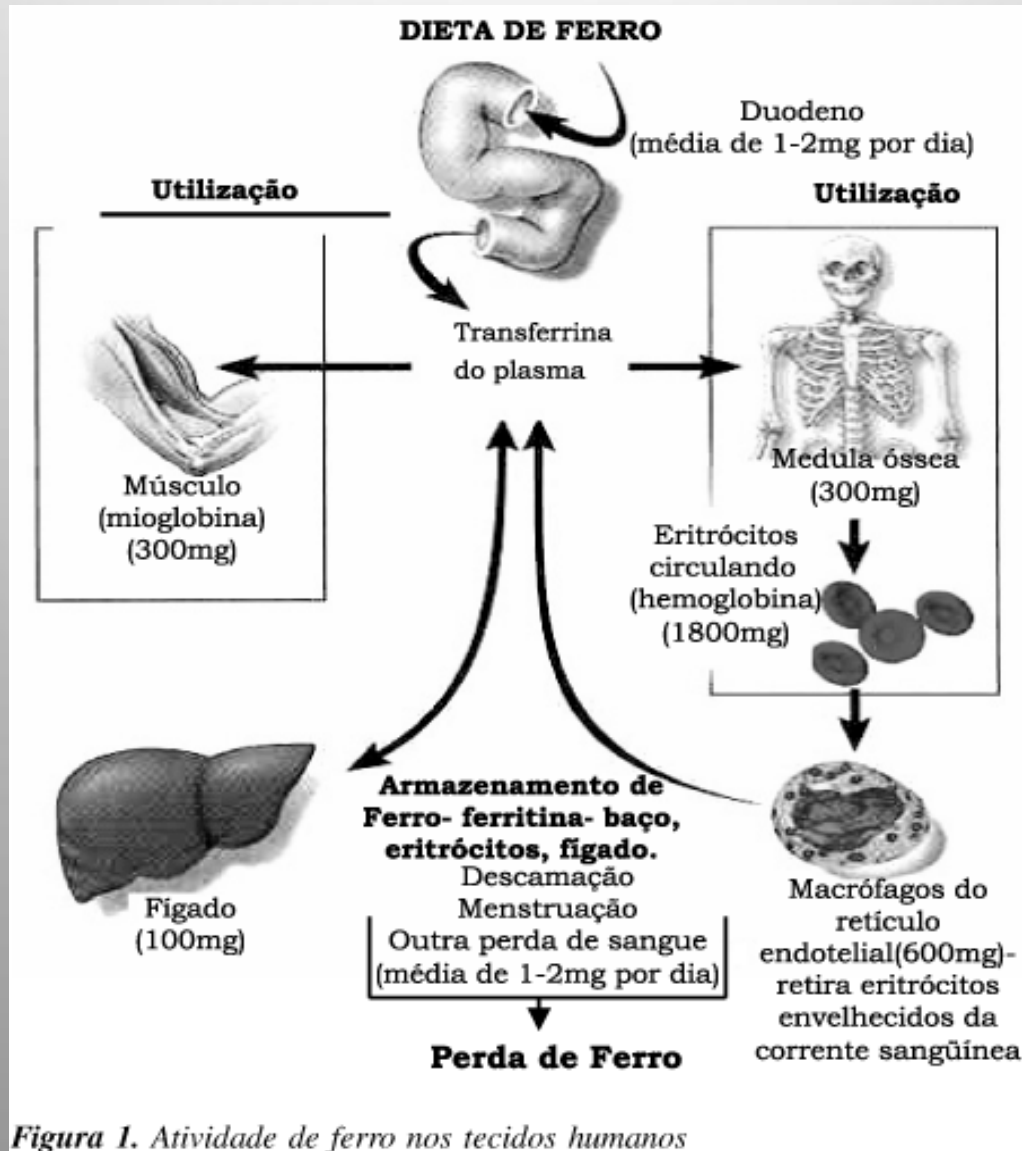 DIETA DE FERRO
Duodeno
(média de 1-2mg por dia)
Utilização
Utilização
Transferrina
do plasma
Músculo
(mioglobina)
(300mg)
Medula óssea
(300mg)
Eritrócitos
circulando
(hemoglobina)
(1800mg)
Fígado
(100mg)
Armazenamento de
Ferro- ferritina- baço,
eritrócitos, fígado.
Descamação
Menstruação
Outra perda de sangue
(média de 1-2mg por dia)
Perda de Ferro
Macrófagos do
retículo
endotelial(600mg)-
retira eritrócitos
envelhecidos da
corrente sangüínea
Figura 1. Atividade de ferro nos tecidos humanos